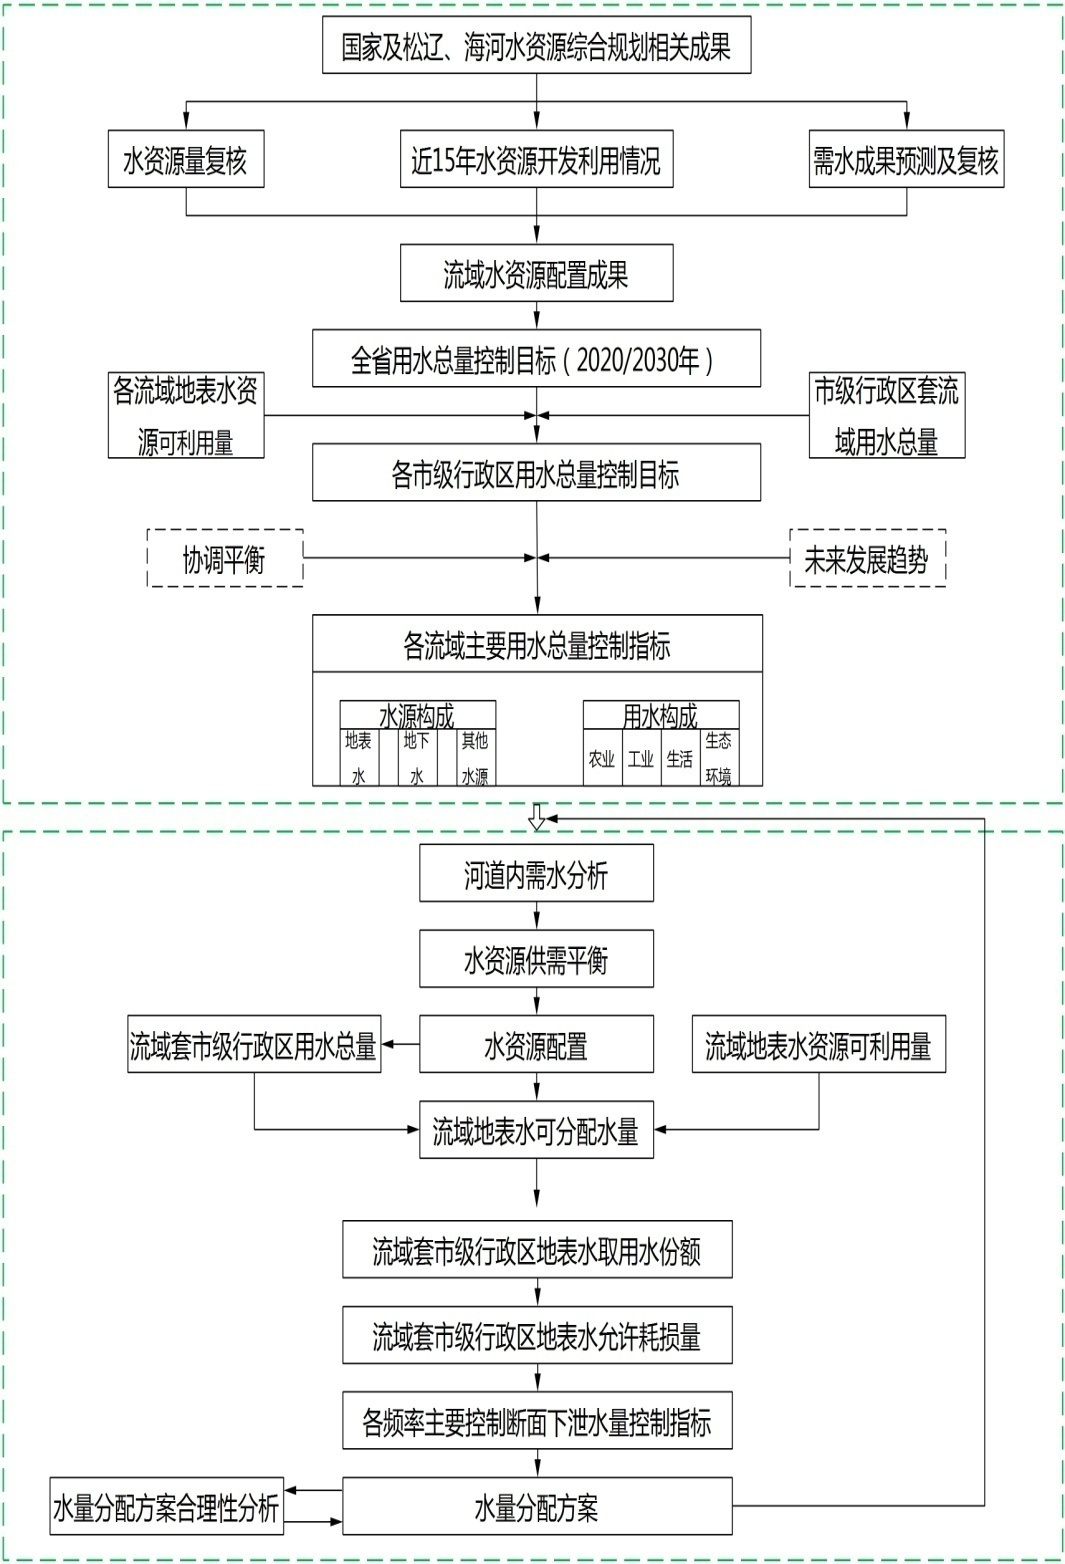 国家及松辽、海河水资源综合规划相关成果
水资源量复核
近15年水资源开发利用情况
需水成果预测及复核
流域水资源配置成果
全省用水总量控制目标（2020/2030年）
各流域地表水资
源可利用量
市级行政区套流
域用水总量
各市级行政区用水总量控制目标
协调平衡
未来发展趋势
各流域主要用水总量控制指标
水源构成
地表
水
地下
水
其他
水源
用水构成
农业
工业
生活
生态
环境
河道内需水分析
水资源供需平衡
流域套市级行政区用水总量
水资源配置
流域地表水资源可利用量
流域地表水可分配水量
流域套市级行政区地表水取用水份额
流域套市级行政区地表水允许耗损量
各频率主要控制断面下泄水量控制指标
水量分配方案合理性分析
水量分配方案